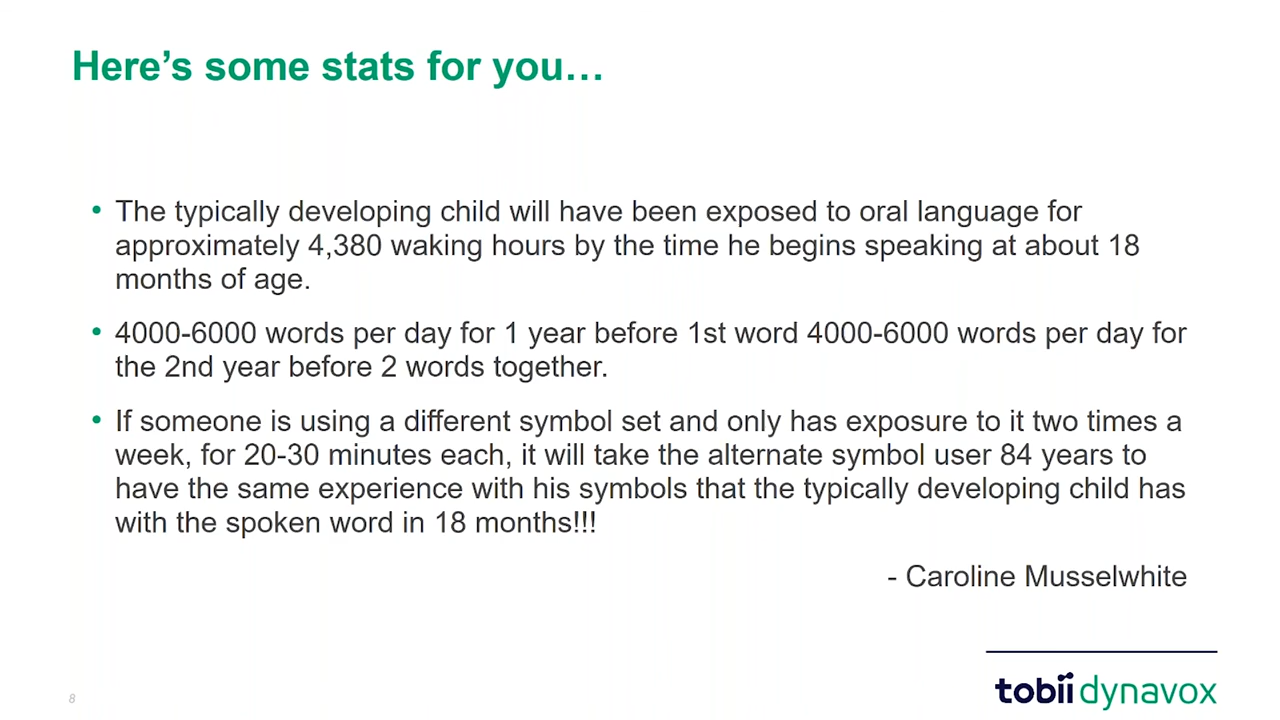 Here’s some stats for you…
• The typically developing child will have been exposed to oral language for
approximately 4,380 waking hours by the time he begins speaking at about 18
months of age.
• 4000-6000 words per day for 1 year before 1st word 4000-6000 words per day for
the 2nd year before 2 words together.
• If someone is using a different symbol set and only has exposure to it two times a
week, for 20-30 minutes each, it will take the alternate symbol user 84 years to
have the same experience with his symbols that the typically developing child has
with the spoken word in 18 months!!!
- Caroline Musselwhite
8
tobii dynavox